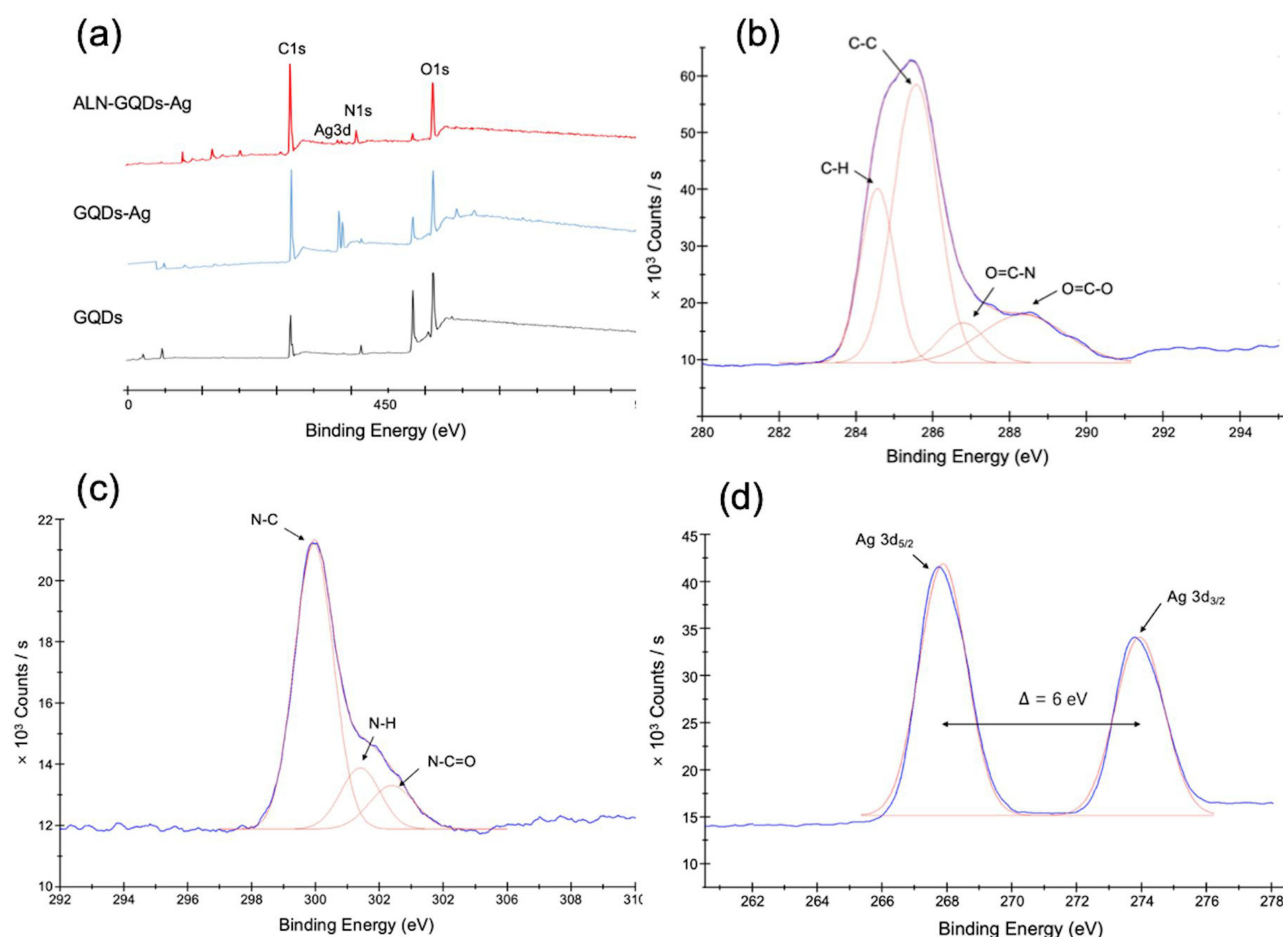 (a)
C1s
O1s
ALN-GQDs-Ag
N1s
Ag3d
GQDs-Ag
GQDs
0 450
Binding Energy (eV)
(b)
C-C
C-H
O=C-N
O=C-O
× 10³ Counts / s
60
50
40
30
20
10
280 282 284 286 288 290 292 294
Binding Energy (eV)
(c)
N-C
N-H
N-C=O
× 10³ Counts / s
22
20
18
16
14
12
10
292 294 296 298 300 302 304 306 308 310
Binding Energy (eV)
(d)
Ag 3d₅/₂
Ag 3d₃/₂
Δ = 6 eV
× 10³ Counts / s
45
40
35
30
25
20
15
10
262 264 266 268 270 272 274 276 278
Binding Energy (eV)